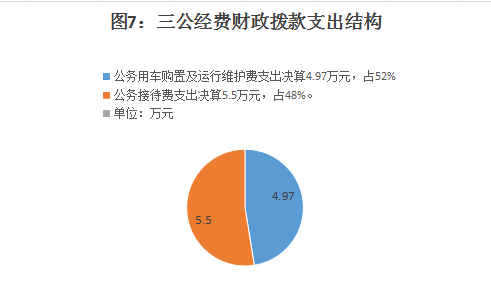 图7：三公经费财政拨款支出结构
公务用车购置及运行维护费支出决算4.97万元，占52%
公务接待费支出决算5.5万元，占48%。
单位：万元
4.97
5.5